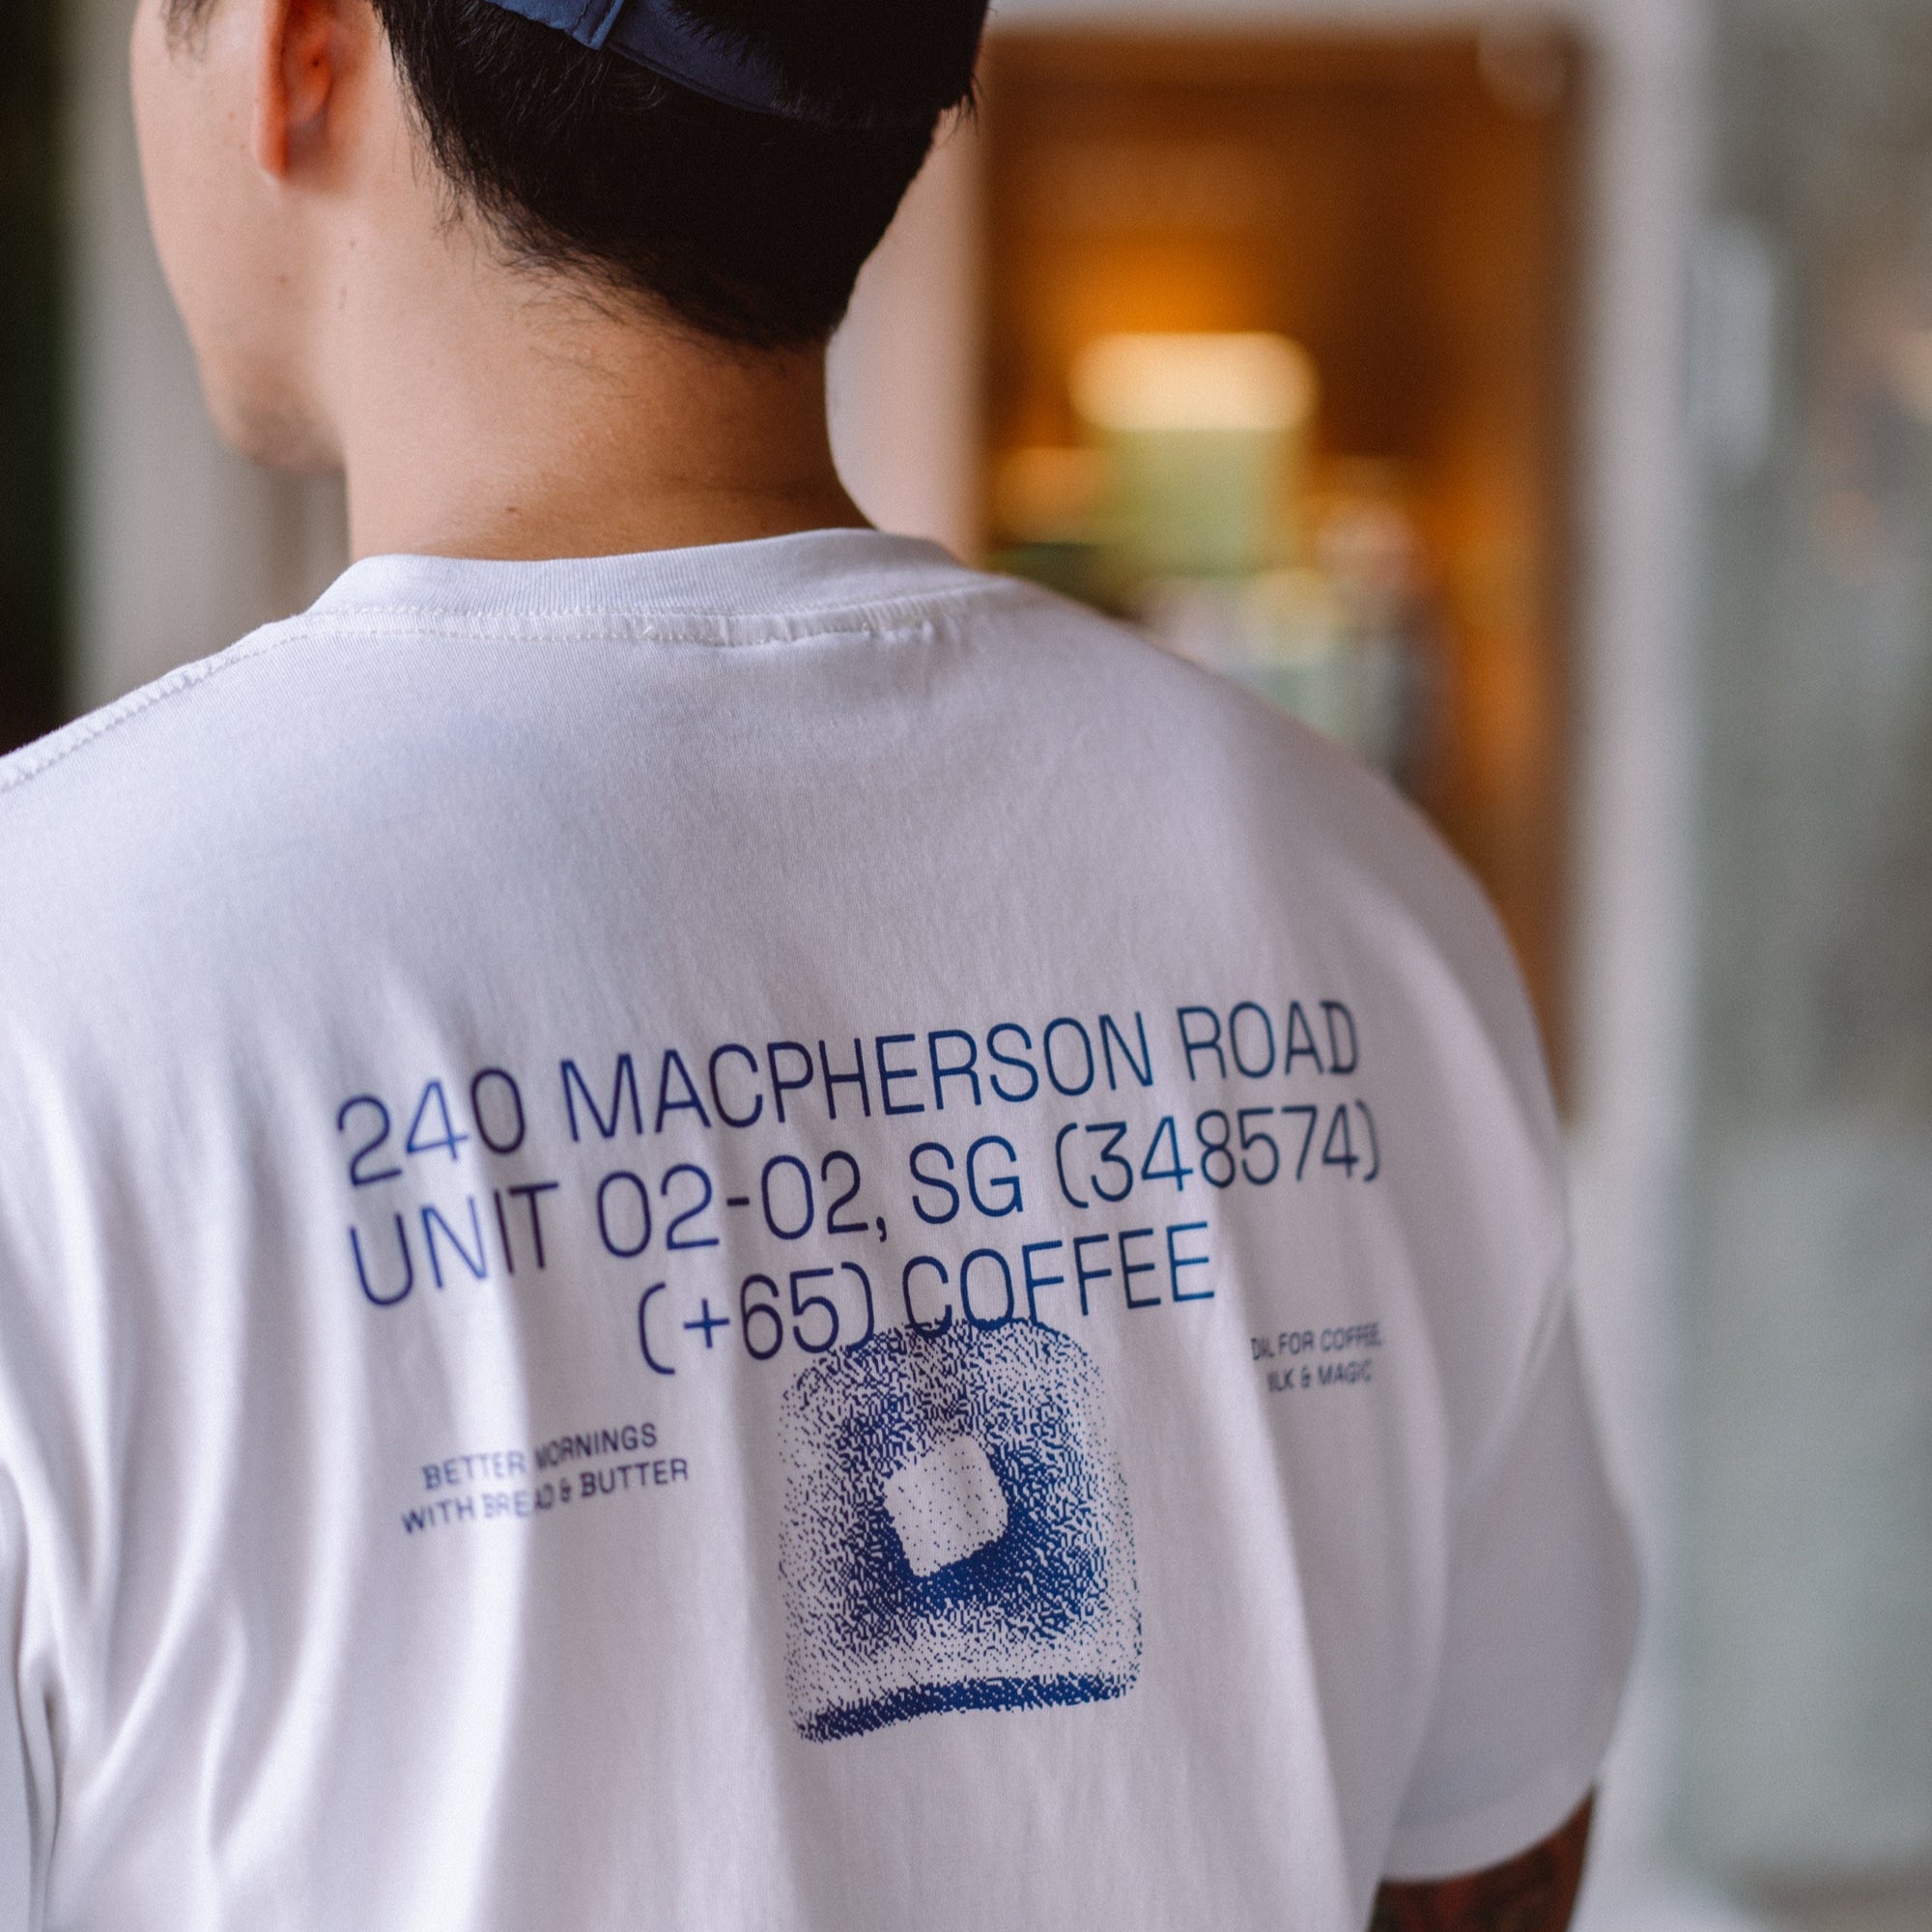 240 MACPHERSON ROAD
UNIT 02-02, SG (348574)
(+65) COFFEE
BETTER MORNINGS
WITH BREAD & BUTTER
FOR COFFEE
& MAGIC